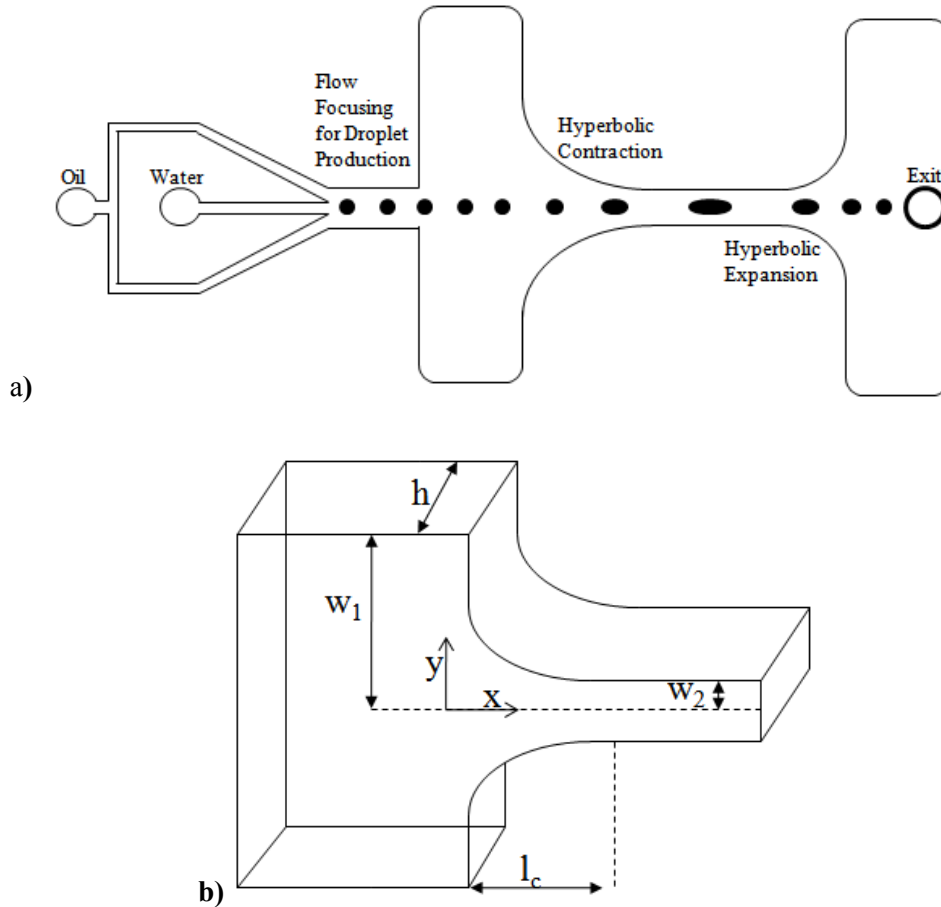 Flow
Focusing
for Droplet
Production
Hyperbolic
Contraction
Oil
Water
Exit
Hyperbolic
Expansion
a)
h
w1
y
x
w2
lc
b)